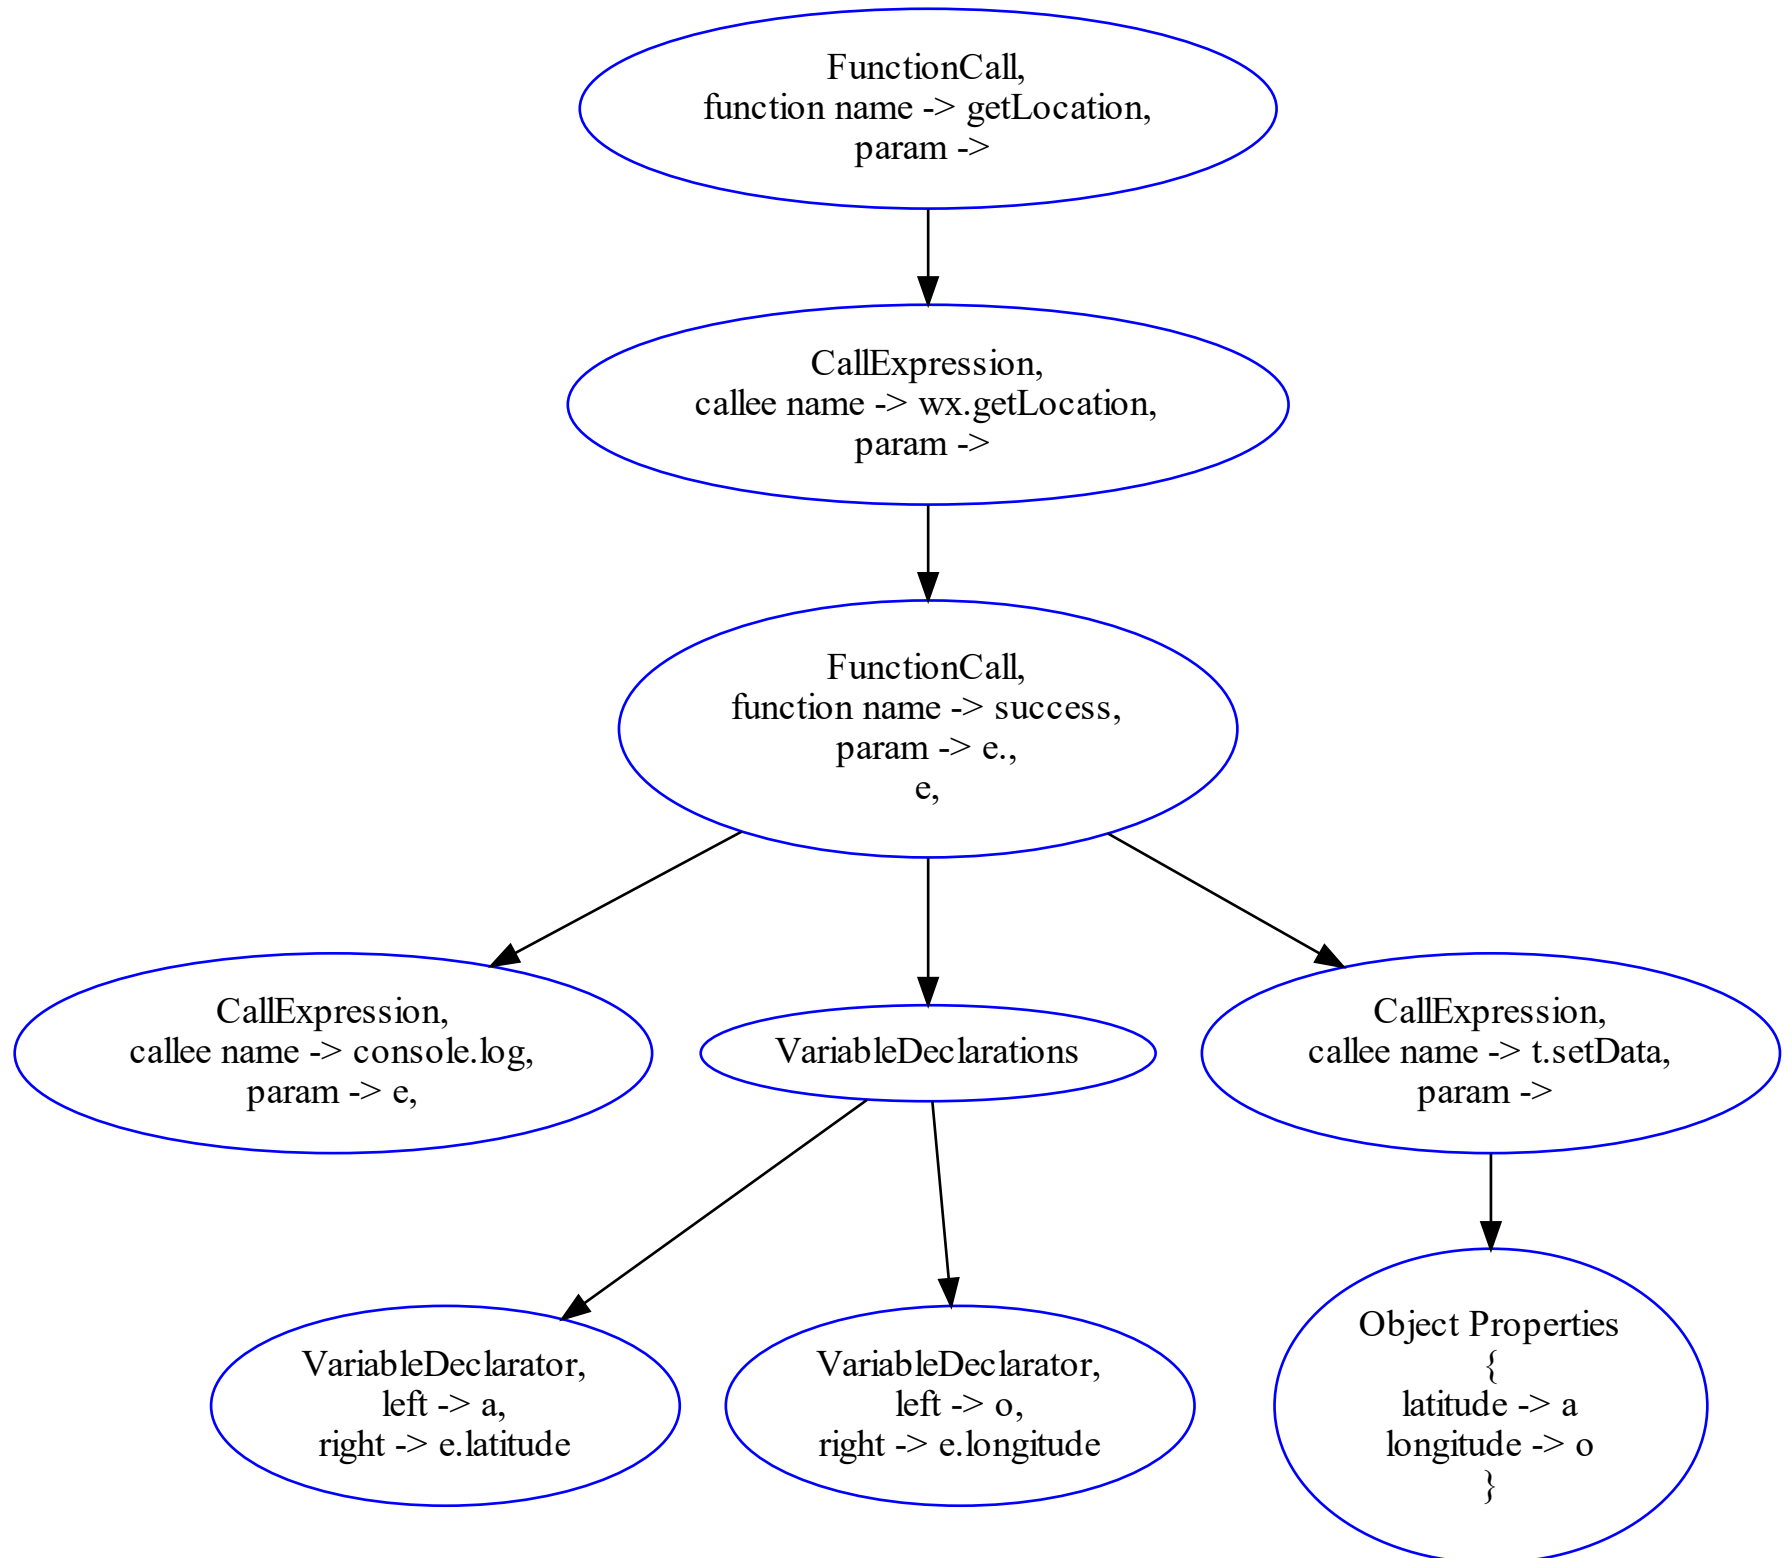 FunctionCall,
function name -> getLocation,
param ->
CallExpression,
callee name -> wx.getLocation,
param ->
FunctionCall,
function name -> success,
param -> e.,
e,
CallExpression,
callee name -> console.log,
param -> e,
VariableDeclarations
CallExpression,
callee name -> t.setData,
param ->
VariableDeclarator,
left -> a,
right -> e.latitude
VariableDeclarator,
left -> o,
right -> e.longitude
Object Properties
{
latitude -> a
longitude -> o
}